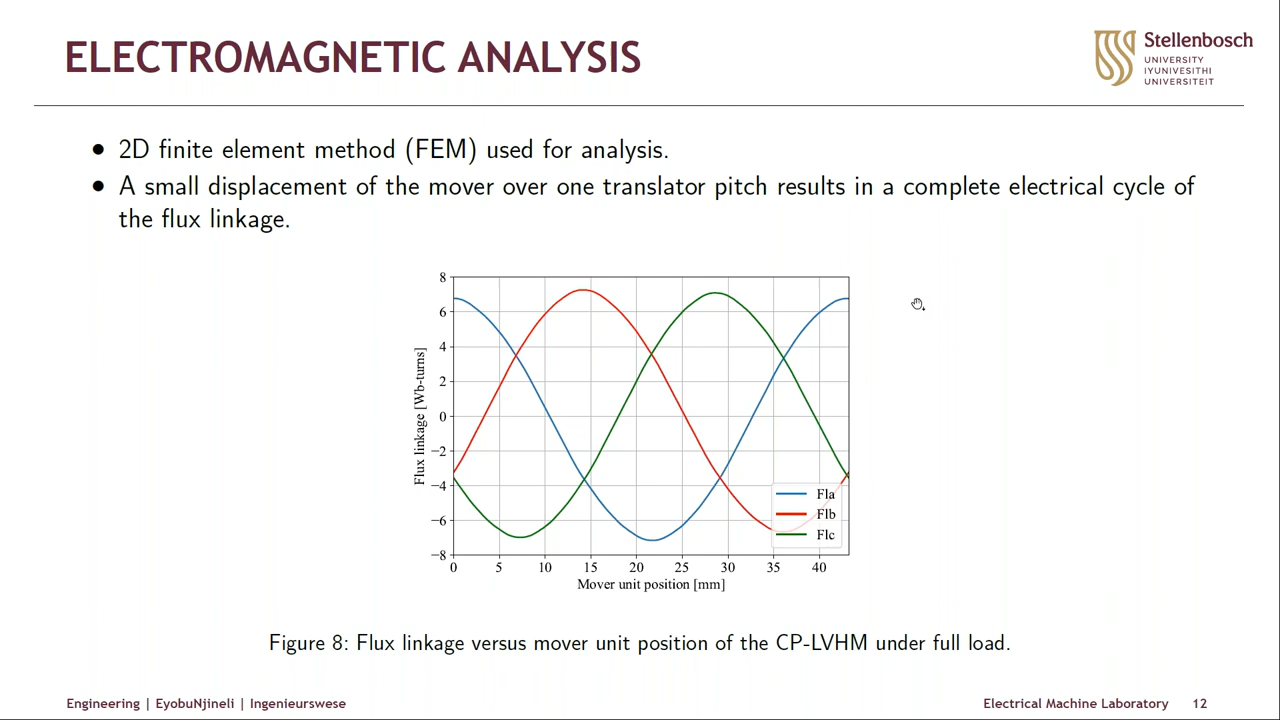 ELECTROMAGNETIC ANALYSIS
Stellenbosch
UNIVERSITY
IYUNIVESITHI
UNIVERSITEIT
• 2D finite element method (FEM) used for analysis.
• A small displacement of the mover over one translator pitch results in a complete electrical cycle of
the flux linkage.
Flux linkage [Wb-turns]
8
6
4
2
0
−2
−4
−6
−8
Fla
Flb
Flc
0 5 10 15 20 25 30 35 40
Mover unit position [mm]
Figure 8: Flux linkage versus mover unit position of the CP-LVHM under full load.
Engineering | EyobuNjineli | Ingenieurswese
Electrical Machine Laboratory 12